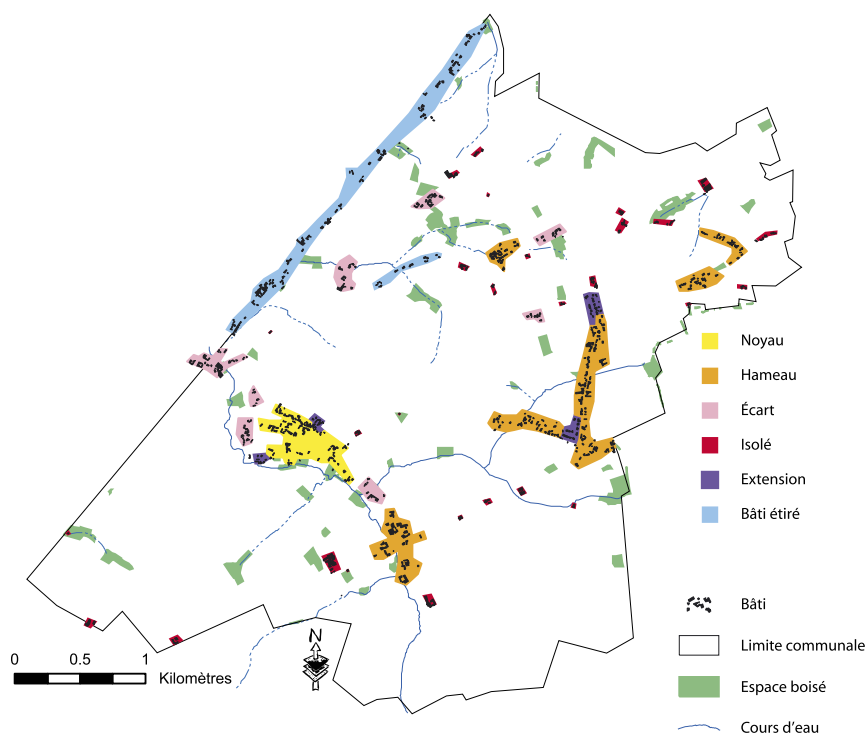 Noyau
Hameau
Écart
Isolé
Extension
Bâti étiré
Bâti
Limite communale
Espace boisé
Cours d'eau
N
0 0.5 1
Kilomètres